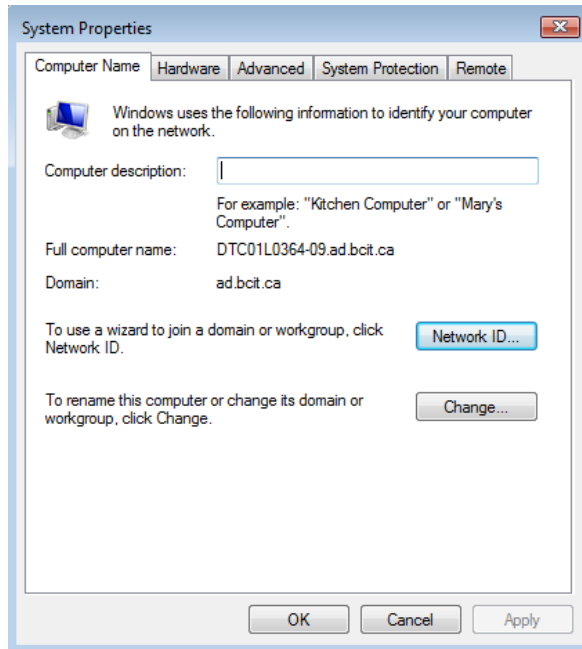 System Properties
Computer Name Hardware Advanced System Protection Remote
Windows uses the following information to identify your computer
on the network.
Computer description:
For example: "Kitchen Computer" or "Mary's
Computer".
Full computer name: DTC01L0364-09.ad.bcit.ca
Domain: ad.bcit.ca
To use a wizard to join a domain or workgroup, click
Network ID.
Network ID...
To rename this computer or change its domain or
workgroup, click Change.
Change...
OK Cancel Apply